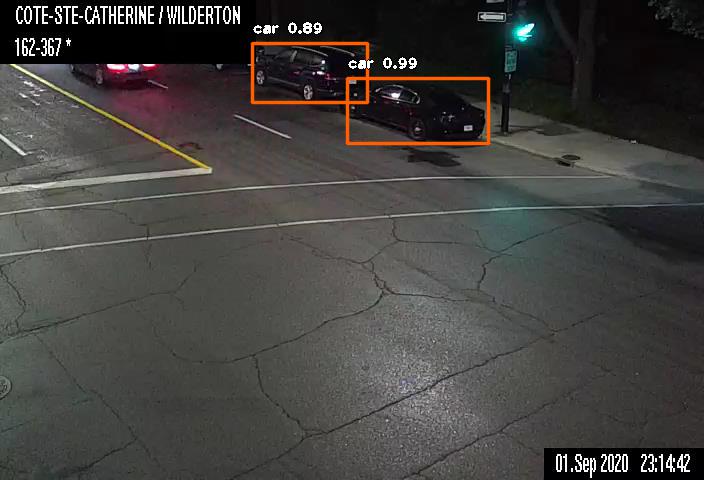 COTE-STE-CATHERINE / WILDERTON
162-367 *
car 0.89
car 0.99
01.Sep 2020 23:14:42